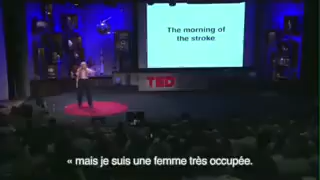 The morning of
the stroke
TED
« mais je suis une femme très occupée.